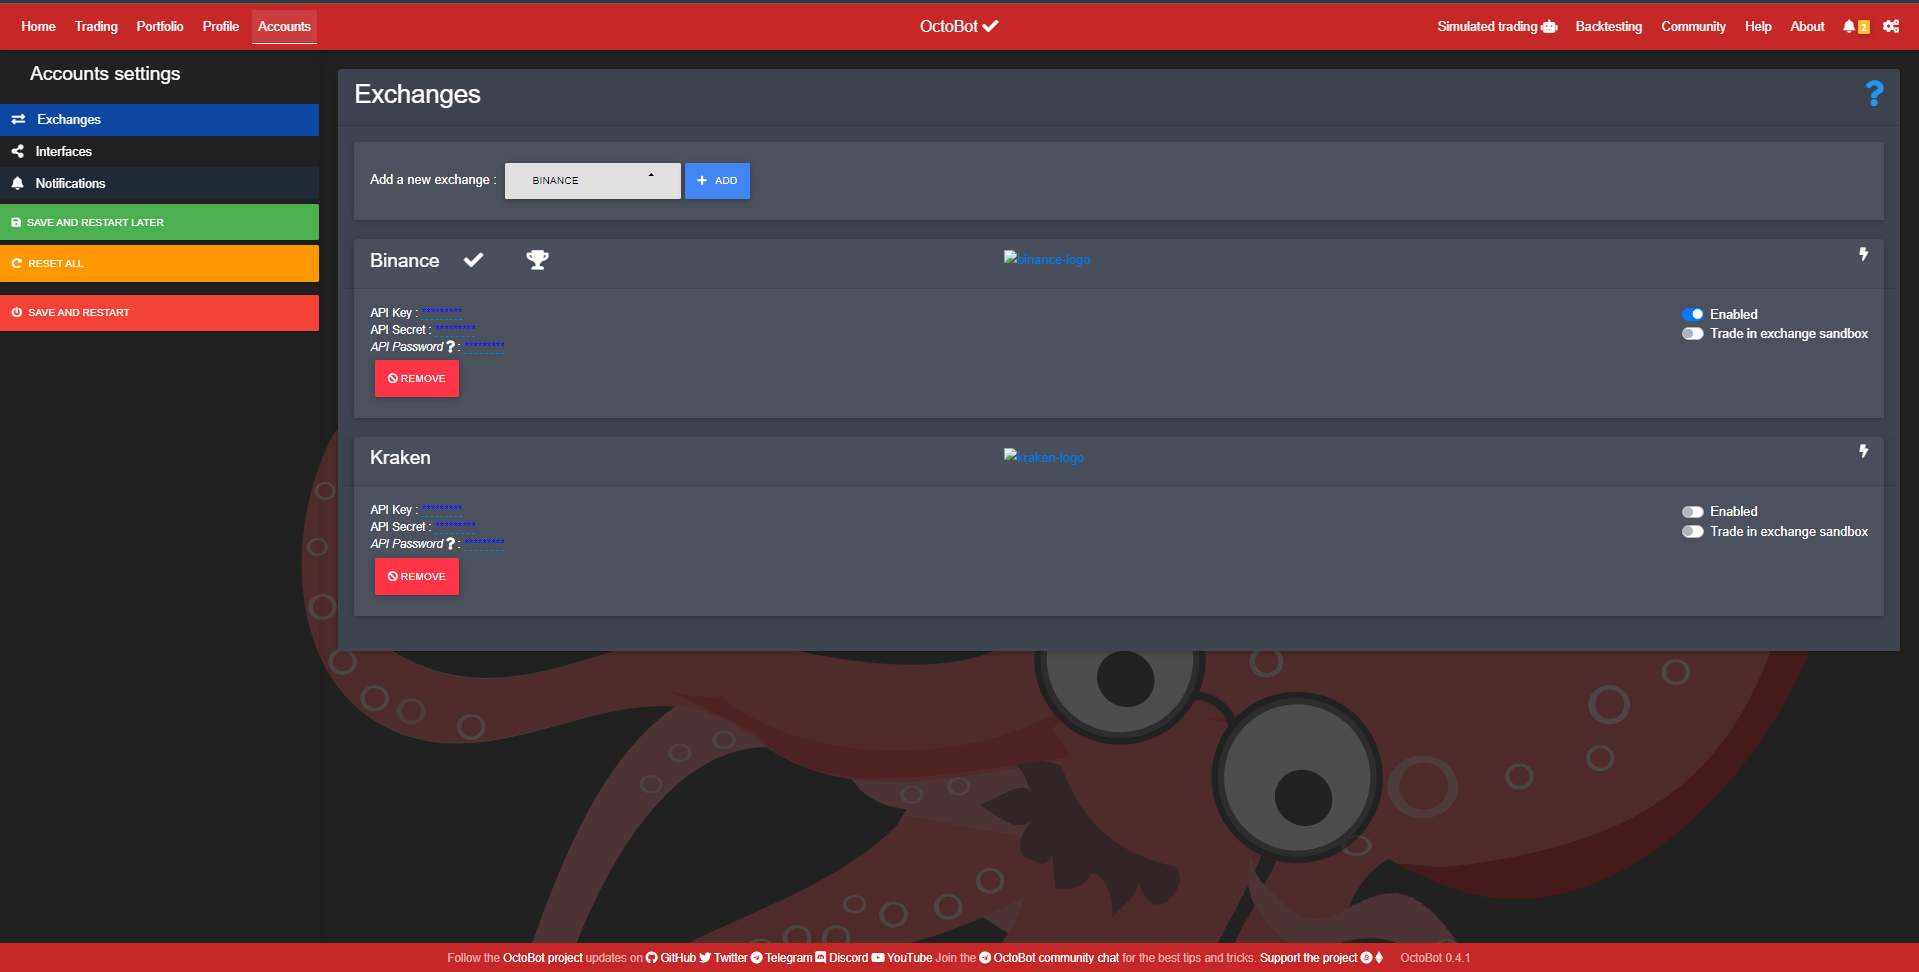 Home Trading Portfolio Profile Accounts OctoBot Simulated trading Backtesting Community Help About 2
Accounts settings
Exchanges
Interfaces
Notifications
SAVE AND RESTART LATER
RESET ALL
SAVE AND RESTART
Exchanges ?
Add a new exchange : BINANCE + ADD
Binance binance-logo
API Key : *********
API Secret : *********
API Password ? : *********
Enabled
Trade in exchange sandbox
REMOVE
Kraken kraken-logo
API Key : *********
API Secret : *********
API Password ? : *********
Enabled
Trade in exchange sandbox
REMOVE
Follow the OctoBot project updates on GitHub Twitter Telegram Discord YouTube Join the OctoBot community chat for the best tips and tricks. Support the project OctoBot 0.4.1